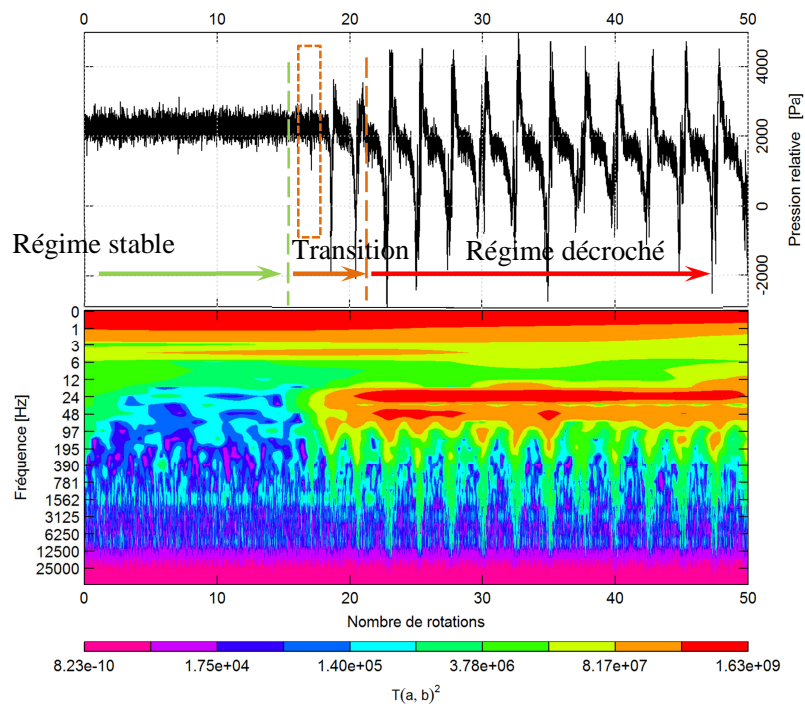 0 10 20 30 40 50
4000
2000
0
-2000
Pression relative [Pa]
Régime stable
Transition
Régime décroché
0
1
3
6
12
24
48
97
195
390
781
1562
3125
6250
12500
25000
Fréquence [Hz]
0 10 20 30 40 50
Nombre de rotations
8.23e-10 1.75e+04 1.40e+05 3.78e+06 8.17e+07 1.63e+09
T(a, b)²